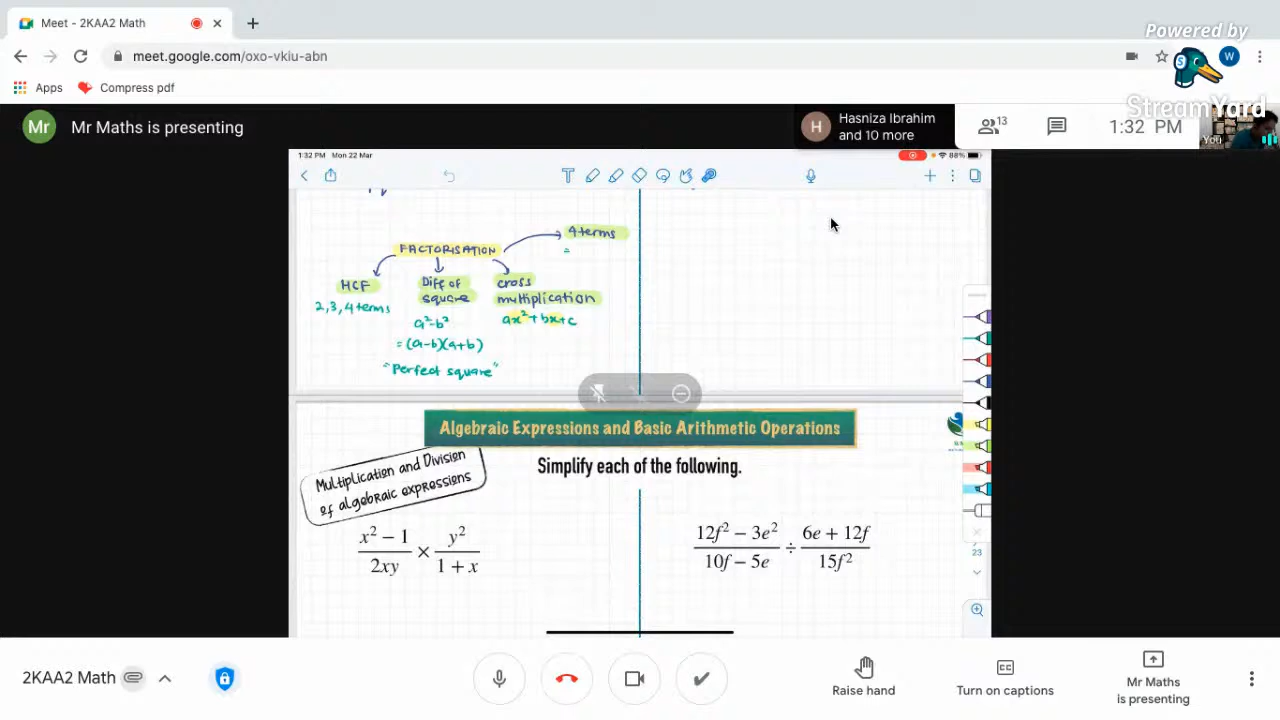 Meet - 2KAA2 Math
meet.google.com/oxo-vkiu-abn
W
Powered by
StreamYard
Apps
Compress pdf
Mr
Mr Maths is presenting
H
Hasniza Ibrahim
and 10 more
13
1:32 PM
You
1:32 PM Mon 22 Mar
88%
FACTORISATION
4 terms
=
HCF
Diff of
square
cross
multiplication
2,3,4 terms
a²-b²
ax²+bx+c
= (a-b)(a+b)
"Perfect square"
Algebraic Expressions and Basic Arithmetic Operations
Multiplication and Division
of algebraic expressions
Simplify each of the following.
x² − 1 / 2xy × y² / 1 + x
12f² − 3e² / 10f − 5e ÷ 6e + 12f / 15f²
23
2KAA2 Math
Raise hand
Turn on captions
Mr Maths
is presenting